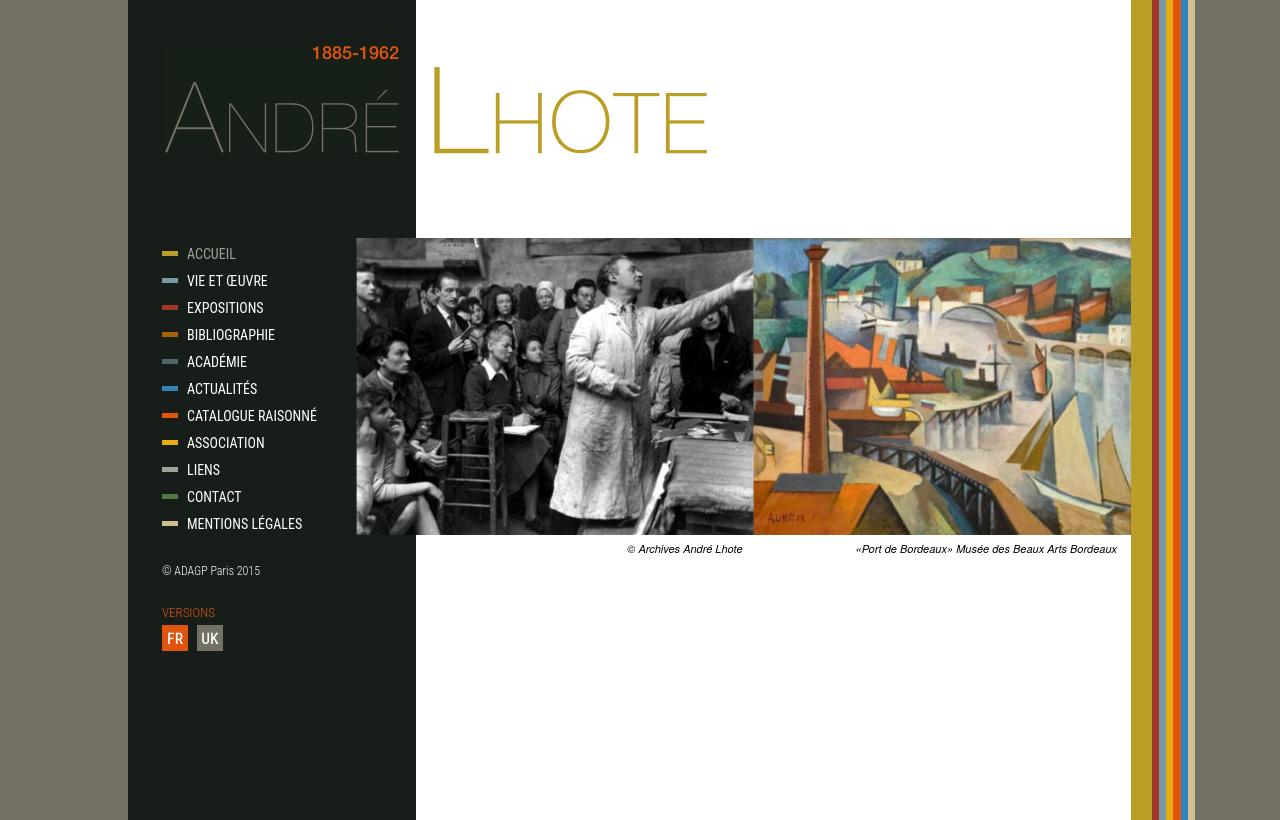 1885-1962
ANDRÉ LHOTE
ACCUEIL
VIE ET ŒUVRE
EXPOSITIONS
BIBLIOGRAPHIE
ACADÉMIE
ACTUALITÉS
CATALOGUE RAISONNÉ
ASSOCIATION
LIENS
CONTACT
MENTIONS LÉGALES
© Archives André Lhote
«Port de Bordeaux» Musée des Beaux Arts Bordeaux
© ADAGP Paris 2015
VERSIONS
FR UK